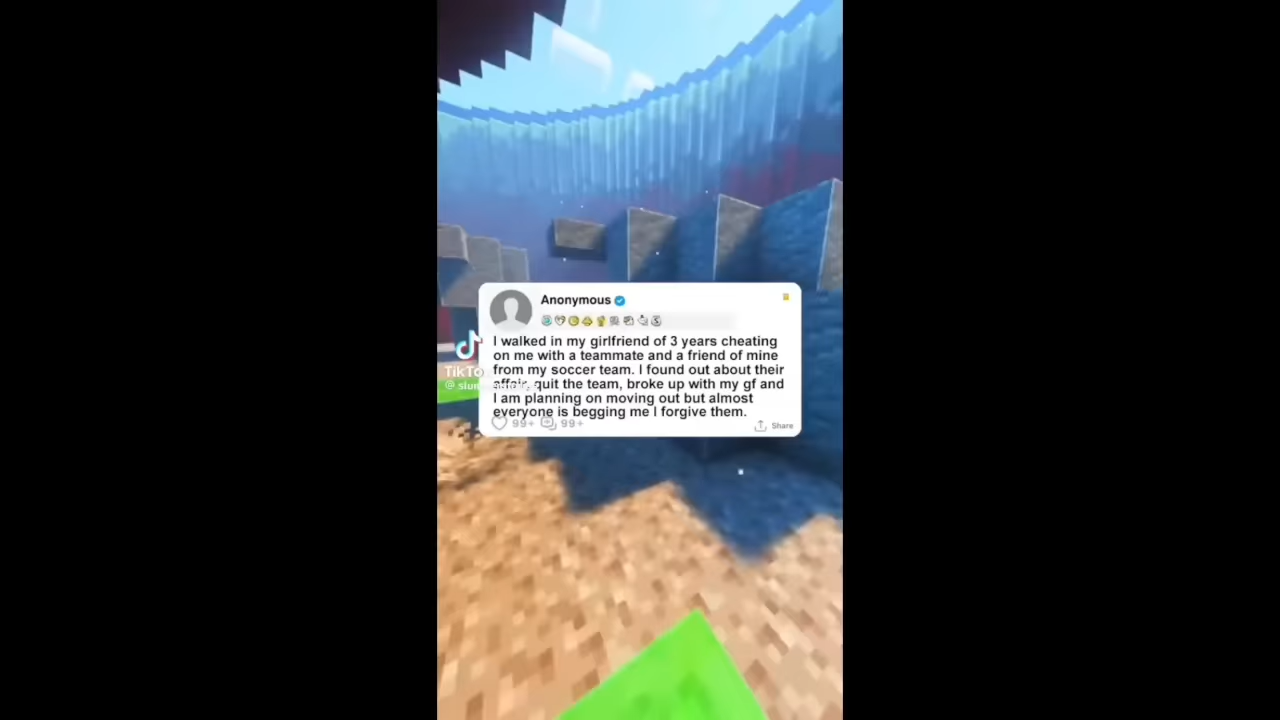 Anonymous
I walked in my girlfriend of 3 years cheating
on me with a teammate and a friend of mine
from my soccer team. I found out about their
affair, quit the team, broke up with my gf and
I am planning on moving out but almost
everyone is begging me I forgive them.
99+ 99+ Share
TikTo